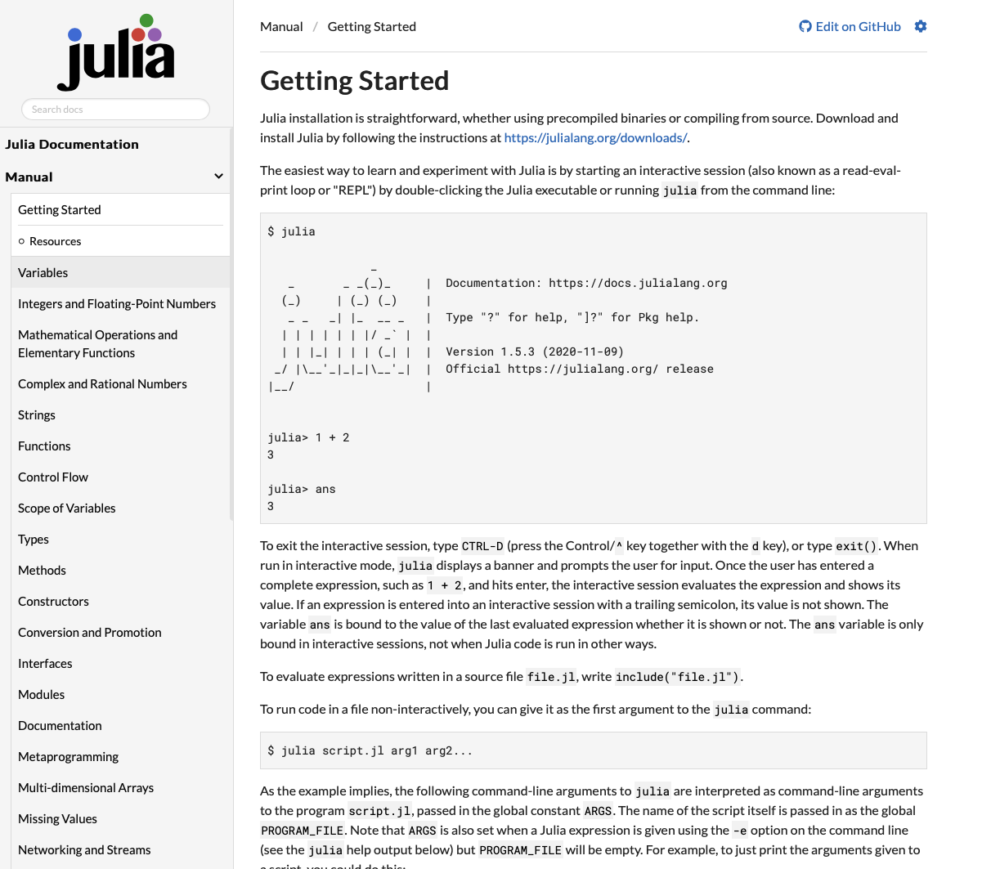 julia
Search docs
Julia Documentation
Manual
Getting Started
Resources
Variables
Integers and Floating-Point Numbers
Mathematical Operations and
Elementary Functions
Complex and Rational Numbers
Strings
Functions
Control Flow
Scope of Variables
Types
Methods
Constructors
Conversion and Promotion
Interfaces
Modules
Documentation
Metaprogramming
Multi-dimensional Arrays
Missing Values
Networking and Streams
Manual / Getting Started
Edit on GitHub
Getting Started
Julia installation is straightforward, whether using precompiled binaries or compiling from source. Download and
install Julia by following the instructions at https://julialang.org/downloads/.
The easiest way to learn and experiment with Julia is by starting an interactive session (also known as a read-eval-
print loop or "REPL") by double-clicking the Julia executable or running julia from the command line:
$ julia
               _
   _       _ _(_)_     |  Documentation: https://docs.julialang.org
  (_)     | (_) (_)    |
   _ _   _| |_  __ _   |  Type "?" for help, "]?" for Pkg help.
  | | | | | | |/ _` |  |
  | | |_| | | | (_| |  |  Version 1.5.3 (2020-11-09)
 _/ |\__'_|_|_|\__'_|  |  Official https://julialang.org/ release
|__/                   |
julia> 1 + 2
3
julia> ans
3
To exit the interactive session, type CTRL-D (press the Control/^ key together with the d key), or type exit(). When
run in interactive mode, julia displays a banner and prompts the user for input. Once the user has entered a
complete expression, such as 1 + 2, and hits enter, the interactive session evaluates the expression and shows its
value. If an expression is entered into an interactive session with a trailing semicolon, its value is not shown. The
variable ans is bound to the value of the last evaluated expression whether it is shown or not. The ans variable is only
bound in interactive sessions, not when Julia code is run in other ways.
To evaluate expressions written in a source file file.jl, write include("file.jl").
To run code in a file non-interactively, you can give it as the first argument to the julia command:
$ julia script.jl arg1 arg2...
As the example implies, the following command-line arguments to julia are interpreted as command-line arguments
to the program script.jl, passed in the global constant ARGS. The name of the script itself is passed in as the global
PROGRAM_FILE. Note that ARGS is also set when a Julia expression is given using the -e option on the command line
(see the julia help output below) but PROGRAM_FILE will be empty. For example, to just print the arguments given to
a script, you could do this: